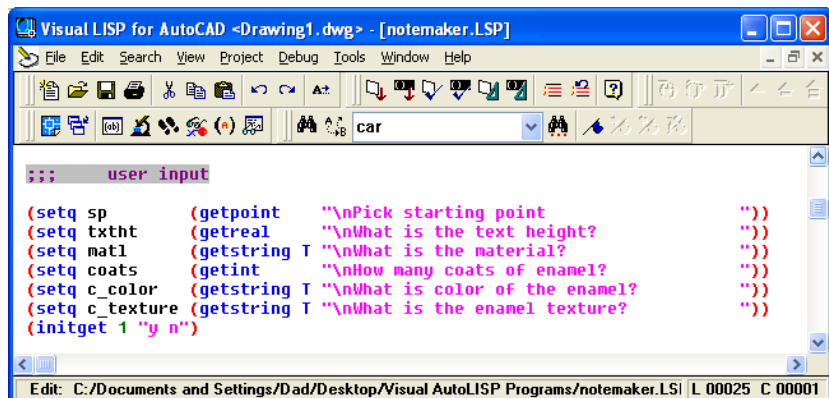 Visual LISP for AutoCAD <Drawing1.dwg> - [notemaker.LSP]
File Edit Search View Project Debug Tools Window Help
car
;;; user input
(setq sp (getpoint "\nPick starting point "))
(setq txtht (getreal "\nWhat is the text height? "))
(setq matl (getstring T "\nWhat is the material? "))
(setq coats (getint "\nHow many coats of enamel? "))
(setq c_color (getstring T "\nWhat is color of the enamel? "))
(setq c_texture (getstring T "\nWhat is the enamel texture? "))
(initget 1 "y n")
Edit: C:/Documents and Settings/Dad/Desktop/Visual AutoLISP Programs/notemaker.LS L 00025 C 00001